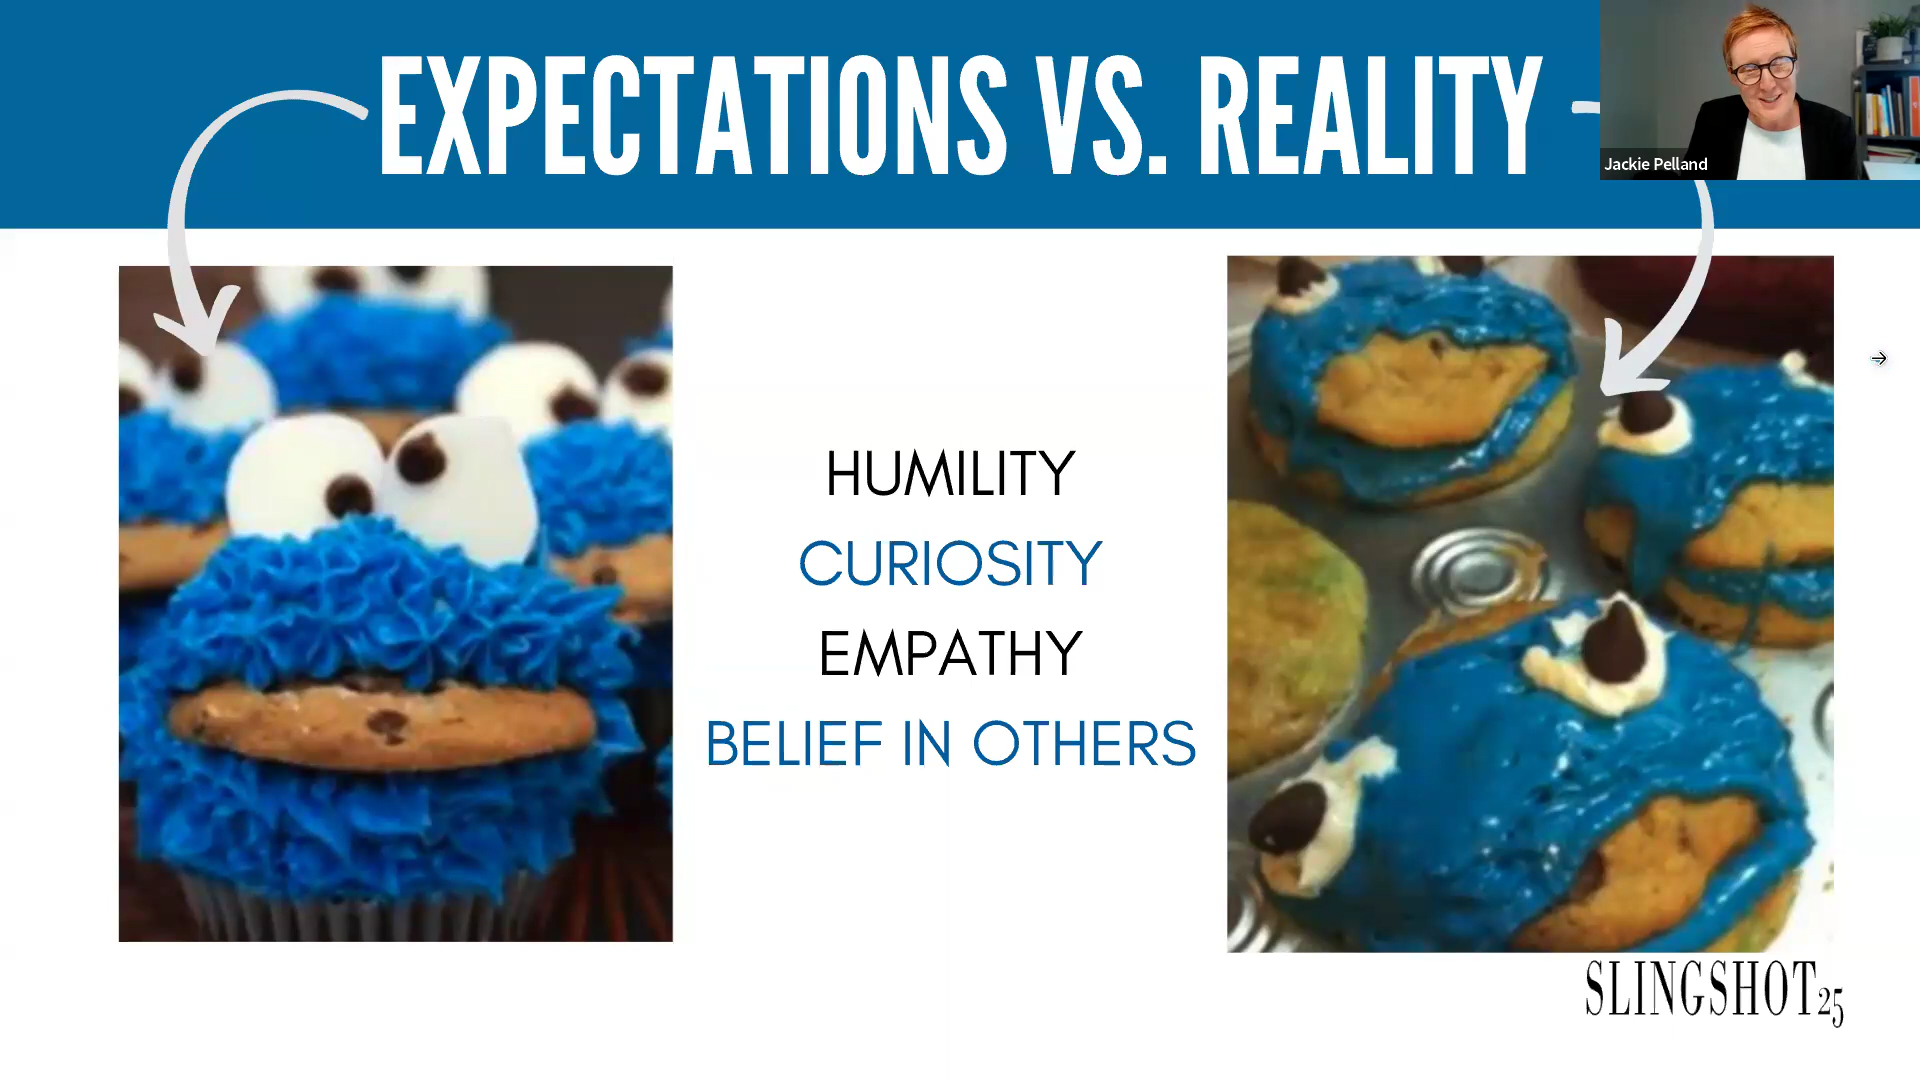 EXPECTATIONS VS. REALITY
Jackie Pelland
HUMILITY
CURIOSITY
EMPATHY
BELIEF IN OTHERS
SLINGSHOT25